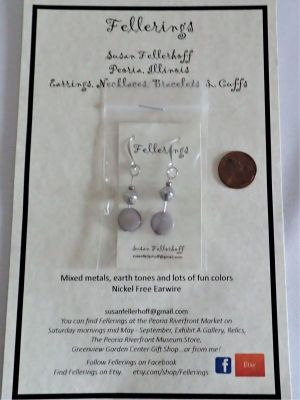 Fellerings
Susan Fellerhoff
Peoria, Illinois
Earrings, Necklaces, Bracelets & Cuffs
Fellerings
Susan Fellerhoff
susanfellerhoff@gmail.com
Mixed metals, earth tones and lots of fun colors
Nickel Free Earwire
susanfellerhoff@gmail.com
You can find Fellerings at the Peoria Riverfront Market on
Saturday mornings mid May - September, Exhibit A Gallery, Relics,
The Peoria Riverfront Museum Store,
Greenview Garden Center Gift Shop ...or from me!
Follow Fellerings on Facebook
Find Fellerings on Etsy. etsy.com/shop/Fellerings
f
Etsy